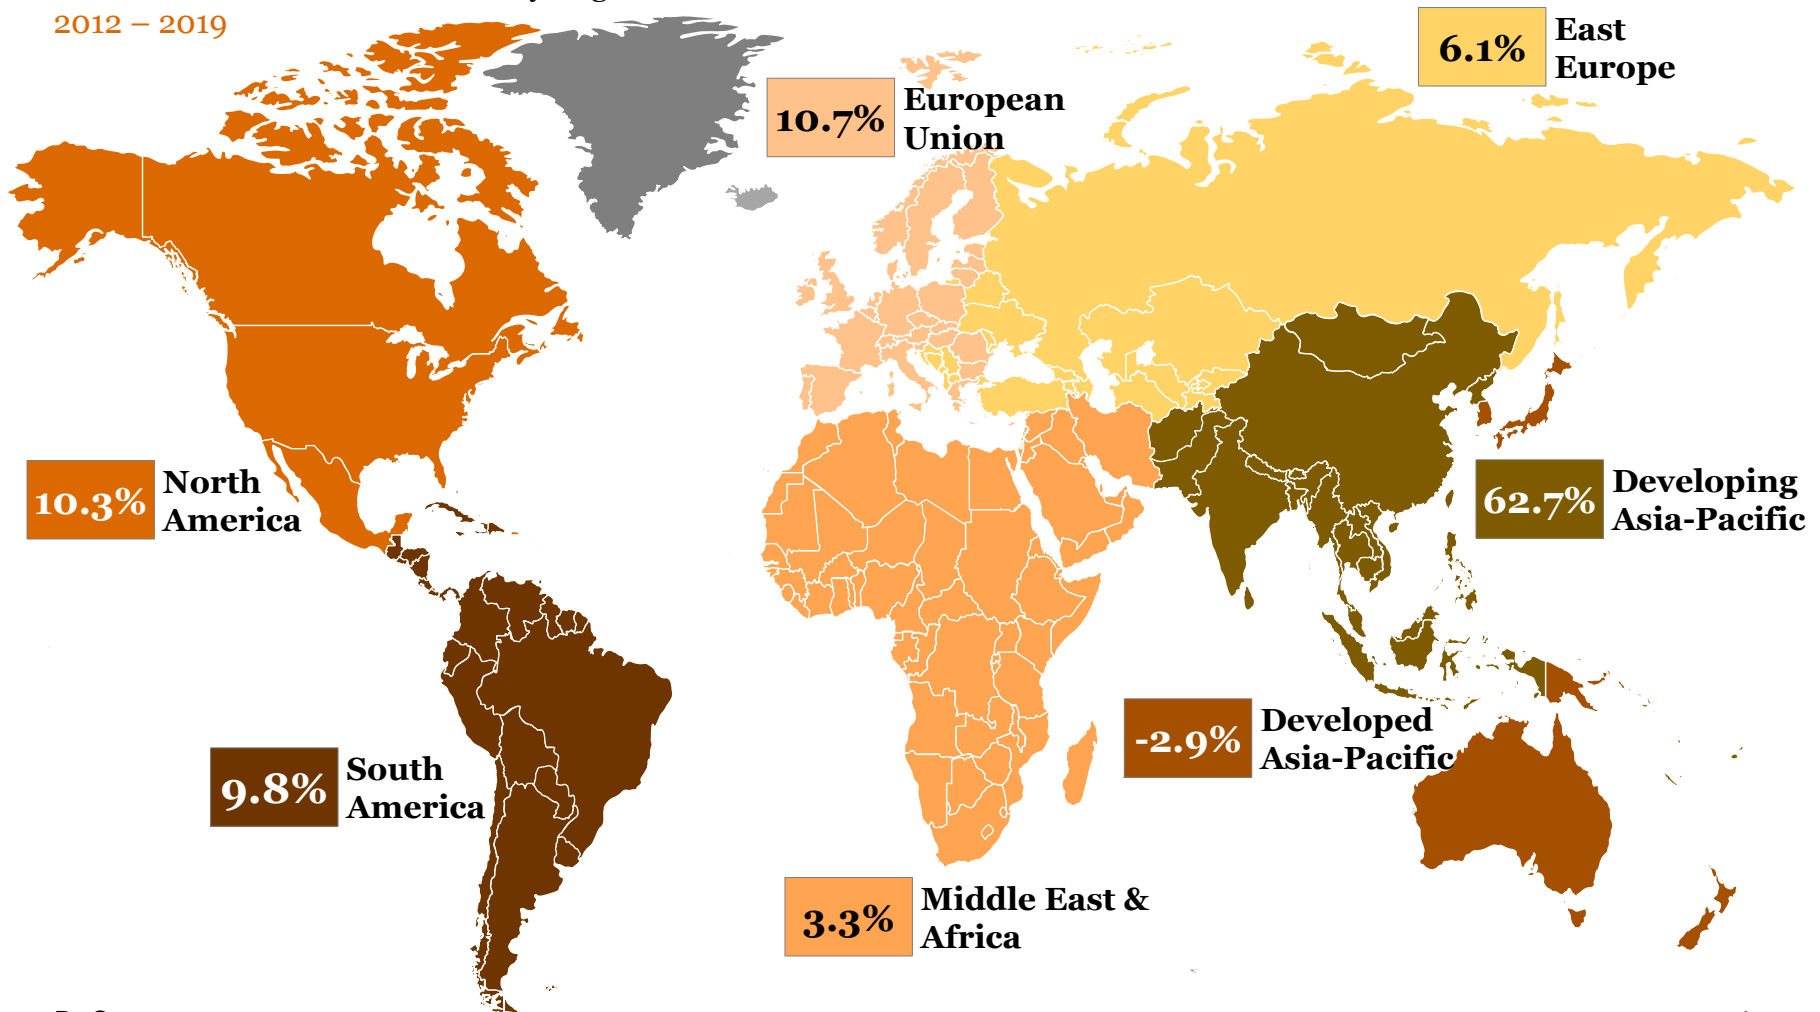 2012 – 2019
6.1%
East
Europe
10.7%
European
Union
10.3%
North
America
62.7%
Developing
Asia-Pacific
-2.9%
Developed
Asia-Pacific
9.8%
South
America
3.3%
Middle East &
Africa